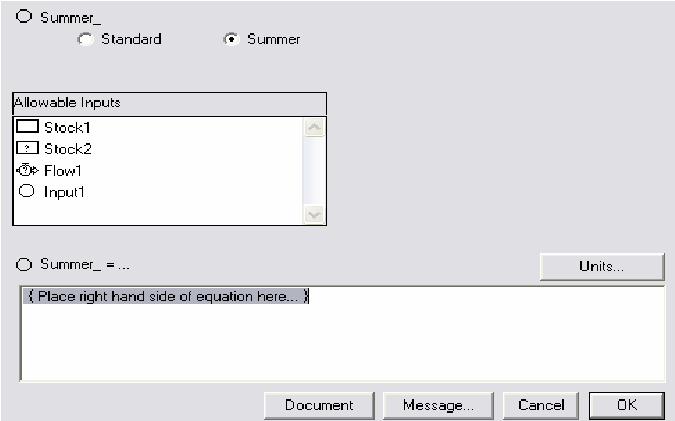 Summer_
Standard Summer
Allowable Inputs
Stock1
? Stock2
? Flow1
Input1
Summer_ = ...
Units...
{ Place right hand side of equation here... }
Document Message... Cancel OK